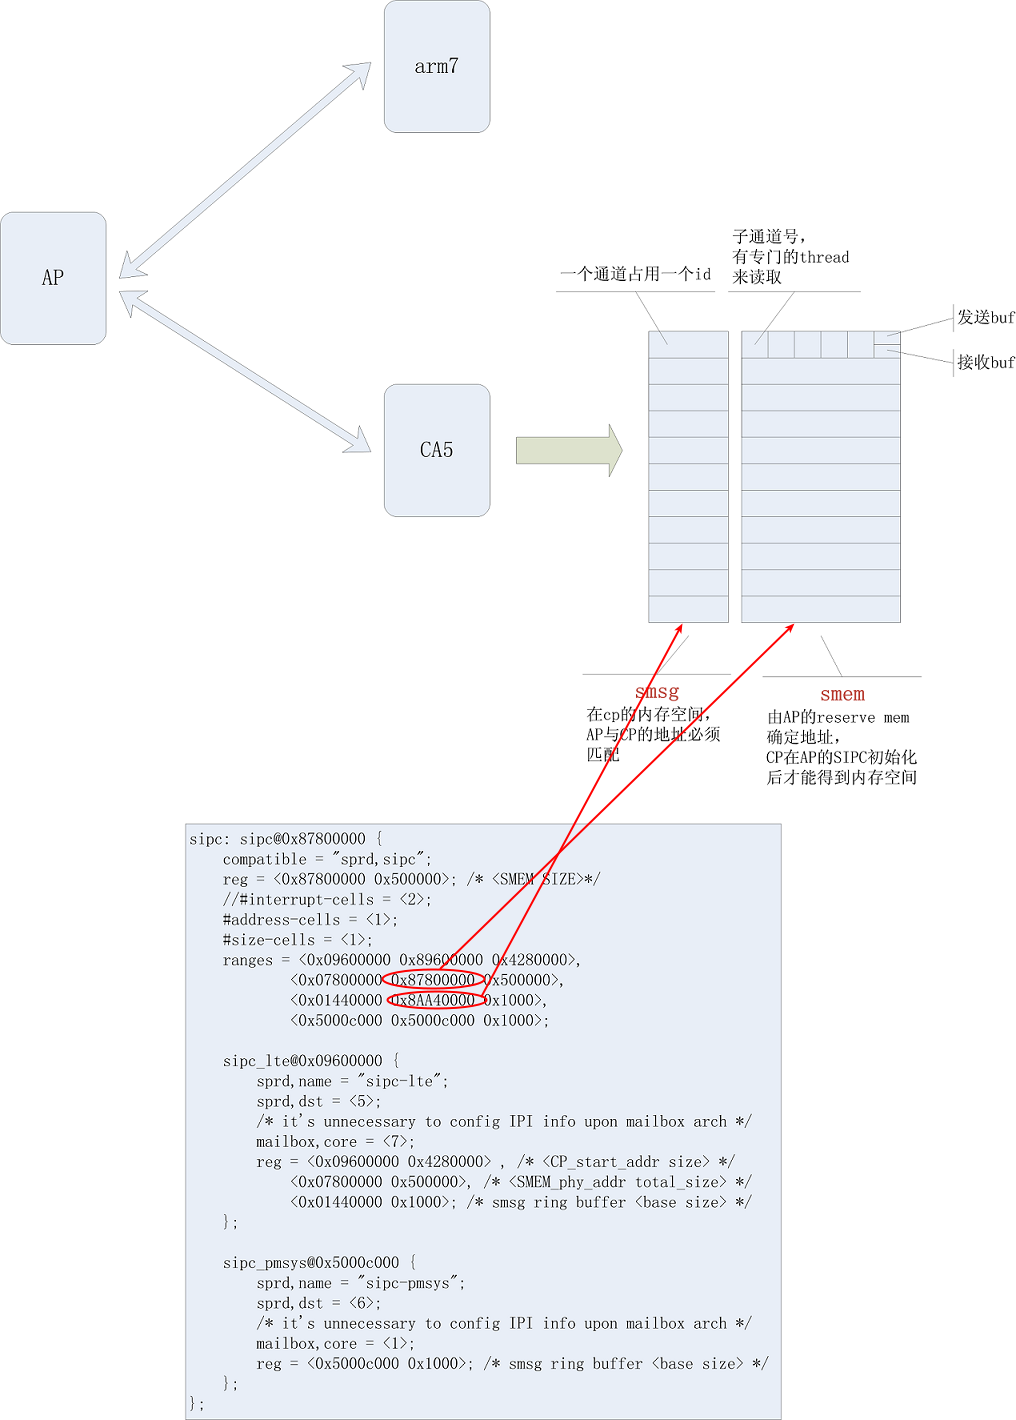 arm7
AP
子通道号，
有专门的thread
来读取
一个通道占用一个id
发送buf
接收buf
CA5
smsg
在cp的内存空间，
AP与CP的地址必须
匹配
smem
由AP的reserve mem
确定地址，
CP在AP的SIPC初始化
后才能得到内存空间
sipc: sipc@0x87800000 {
compatible = "sprd,sipc";
reg = <0x87800000 0x500000>; /* <SMEM SIZE>*/
//#interrupt-cells = <2>;
#address-cells = <1>;
#size-cells = <1>;
ranges = <0x09600000 0x89600000 0x4280000>,
<0x07800000 0x87800000 0x500000>,
<0x01440000 0x8AA40000 0x1000>,
<0x5000c000 0x5000c000 0x1000>;
sipc_lte@0x09600000 {
sprd,name = "sipc-lte";
sprd,dst = <5>;
/* it's unnecessary to config IPI info upon mailbox arch */
mailbox,core = <7>;
reg = <0x09600000 0x4280000> , /* <CP_start_addr size> */
<0x07800000 0x500000>, /* <SMEM_phy_addr total_size> */
<0x01440000 0x1000>; /* smsg ring buffer <base size> */
};
sipc_pmsys@0x5000c000 {
sprd,name = "sipc-pmsys";
sprd,dst = <6>;
/* it's unnecessary to config IPI info upon mailbox arch */
mailbox,core = <1>;
reg = <0x5000c000 0x1000>; /* smsg ring buffer <base size> */
};
};